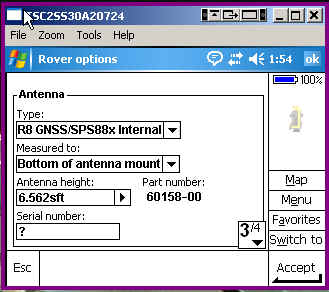 TSC2SS30A20724
File Zoom Tools Help
Rover options 1:54 ok
100%
Antenna
Type:
R8 GNSS/SPS88x Internal
Measured to:
Bottom of antenna mount
Antenna height: Part number:
6.562sft 60158-00
Serial number:
?
3/4
Map
Menu
Favorites
Switch to
Esc
Accept